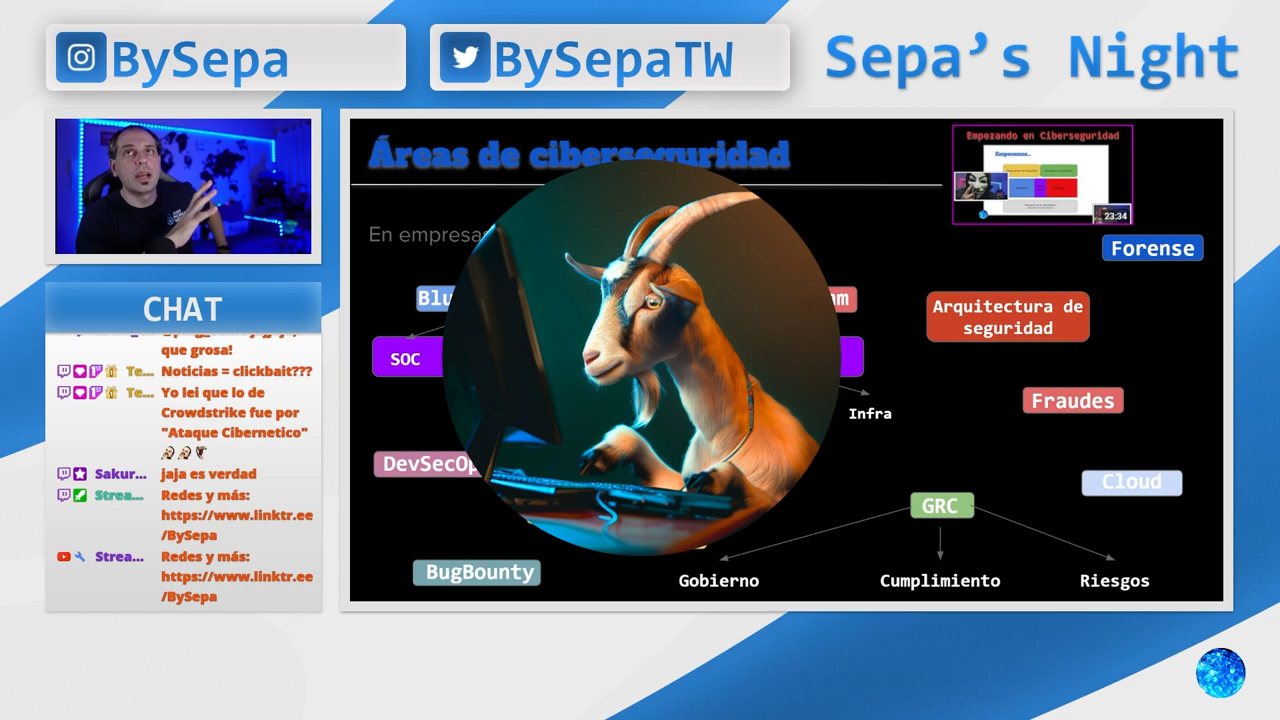 BySepa
BySepaTW
Sepa’s Night
CHAT
que grosa!
Te... Noticias = clickbait???
Te... Yo lei que lo de
Crowdstrike fue por
"Ataque Cibernetico"
Sakur... jaja es verdad
Strea... Redes y más:
https://www.linktr.ee
/BySepa
Strea... Redes y más:
https://www.linktr.ee
/BySepa
Áreas de ciberseguridad
En empresas
Empezando en Ciberseguridad
Empecemos..
23:34
Forense
Blu
am
Arquitectura de
seguridad
SOC
Infra
Fraudes
DevSecOp
Cloud
GRC
BugBounty
Gobierno
Cumplimiento
Riesgos